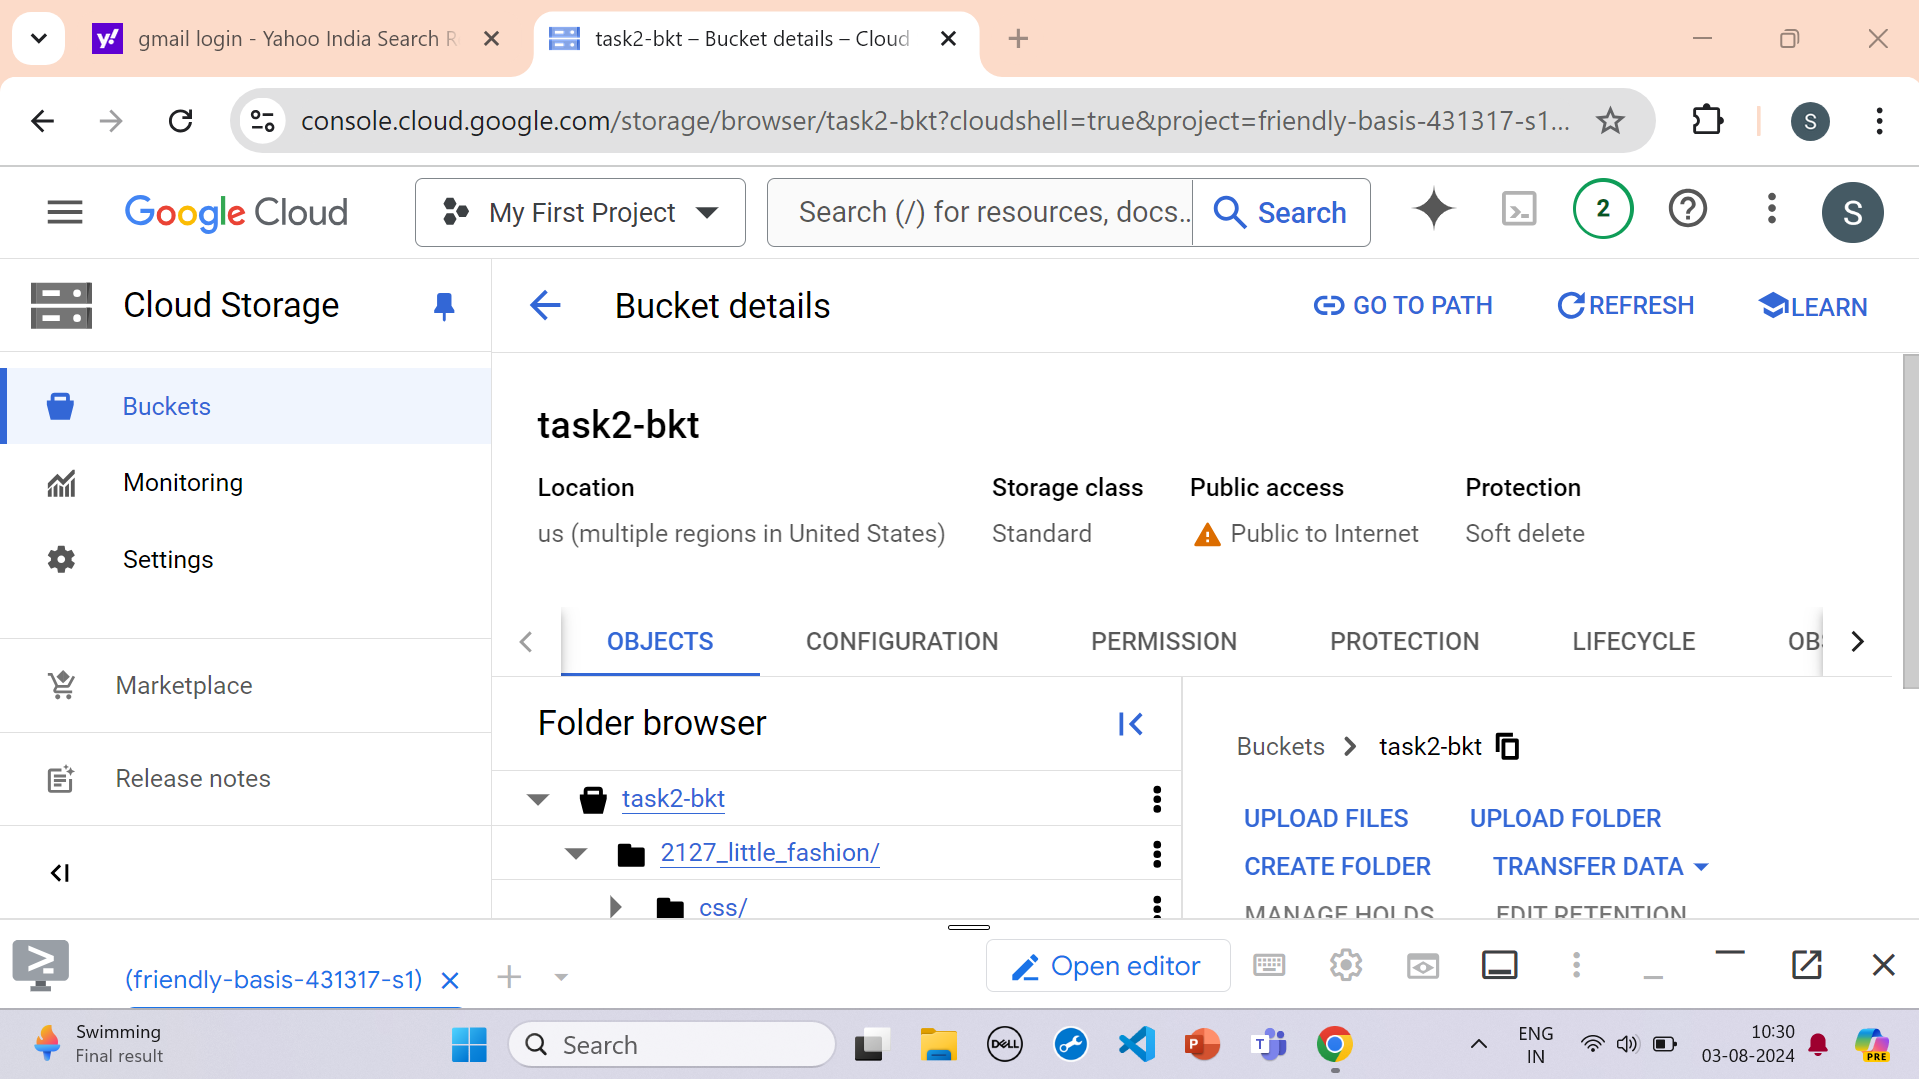 gmail login - Yahoo India Search R
task2-bkt – Bucket details – Cloud
console.cloud.google.com/storage/browser/task2-bkt?cloudshell=true&project=friendly-basis-431317-s1...
S
Google Cloud
My First Project
Search (/) for resources, docs...
Search
2
S
Cloud Storage
Bucket details
GO TO PATH
REFRESH
LEARN
Buckets
Monitoring
Settings
Marketplace
Release notes
task2-bkt
Location
Storage class
Public access
Protection
us (multiple regions in United States)
Standard
Public to Internet
Soft delete
OBJECTS
CONFIGURATION
PERMISSION
PROTECTION
LIFECYCLE
OBS
Folder browser
task2-bkt
2127_little_fashion/
css/
Buckets
task2-bkt
UPLOAD FILES
UPLOAD FOLDER
CREATE FOLDER
TRANSFER DATA
MANAGE HOLDS
EDIT RETENTION
(friendly-basis-431317-s1)
Open editor
Swimming
Final result
Search
DELL
ENG
IN
10:30
03-08-2024
PRE